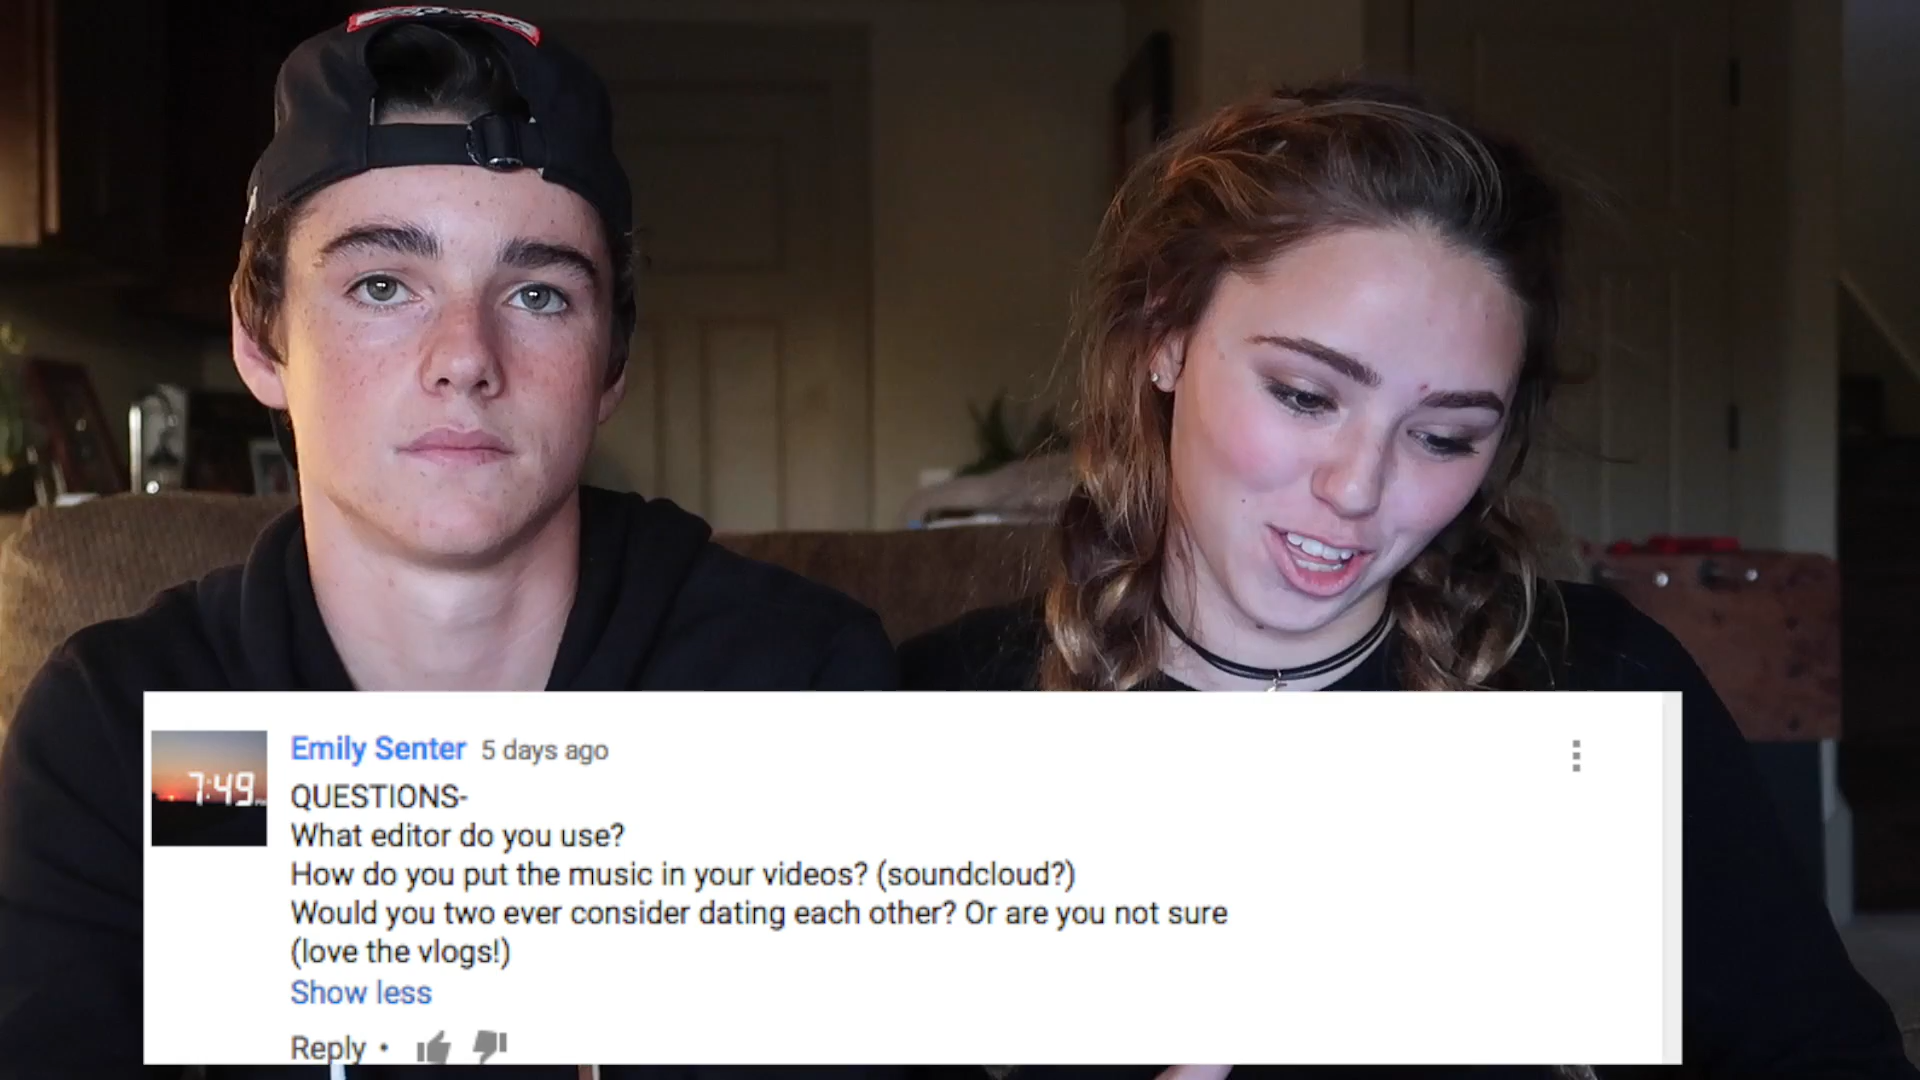 Emily Senter 5 days ago
7:49
QUESTIONS-
What editor do you use?
How do you put the music in your videos? (soundcloud?)
Would you two ever consider dating each other? Or are you not sure
(love the vlogs!)
Show less
Reply •